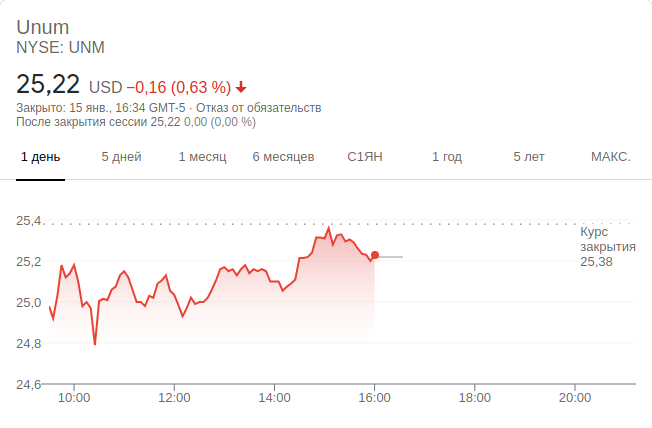 Unum
NYSE: UNM
25,22 USD −0,16 (0,63 %)
Закрыто: 15 янв., 16:34 GMT-5 · Отказ от обязательств
После закрытия сессии 25,22 0,00 (0,00 %)
1 день 5 дней 1 месяц 6 месяцев С1ЯН 1 год 5 лет МАКС.
25,4
Курс
закрытия
25,38
25,2
25,0
24,8
24,6
10:00 12:00 14:00 16:00 18:00 20:00